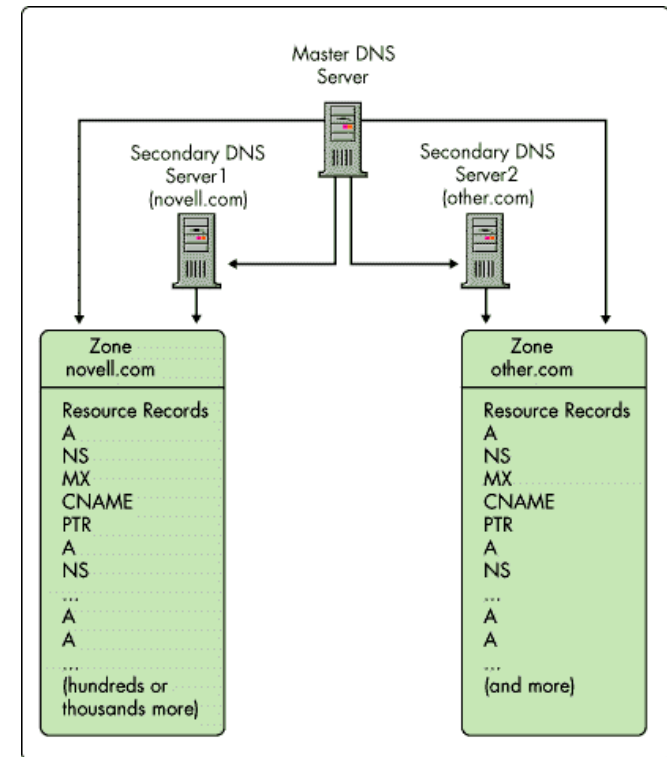 Master DNS
Server
Secondary DNS
Server1
(novell.com)
Secondary DNS
Server2
(other.com)
Zone
novell.com
Resource Records
A
NS
MX
CNAME
PTR
A
NS
...
A
A
...
(hundreds or
thousands more)
Zone
other.com
Resource Records
A
NS
MX
CNAME
PTR
A
NS
...
A
A
...
(and more)